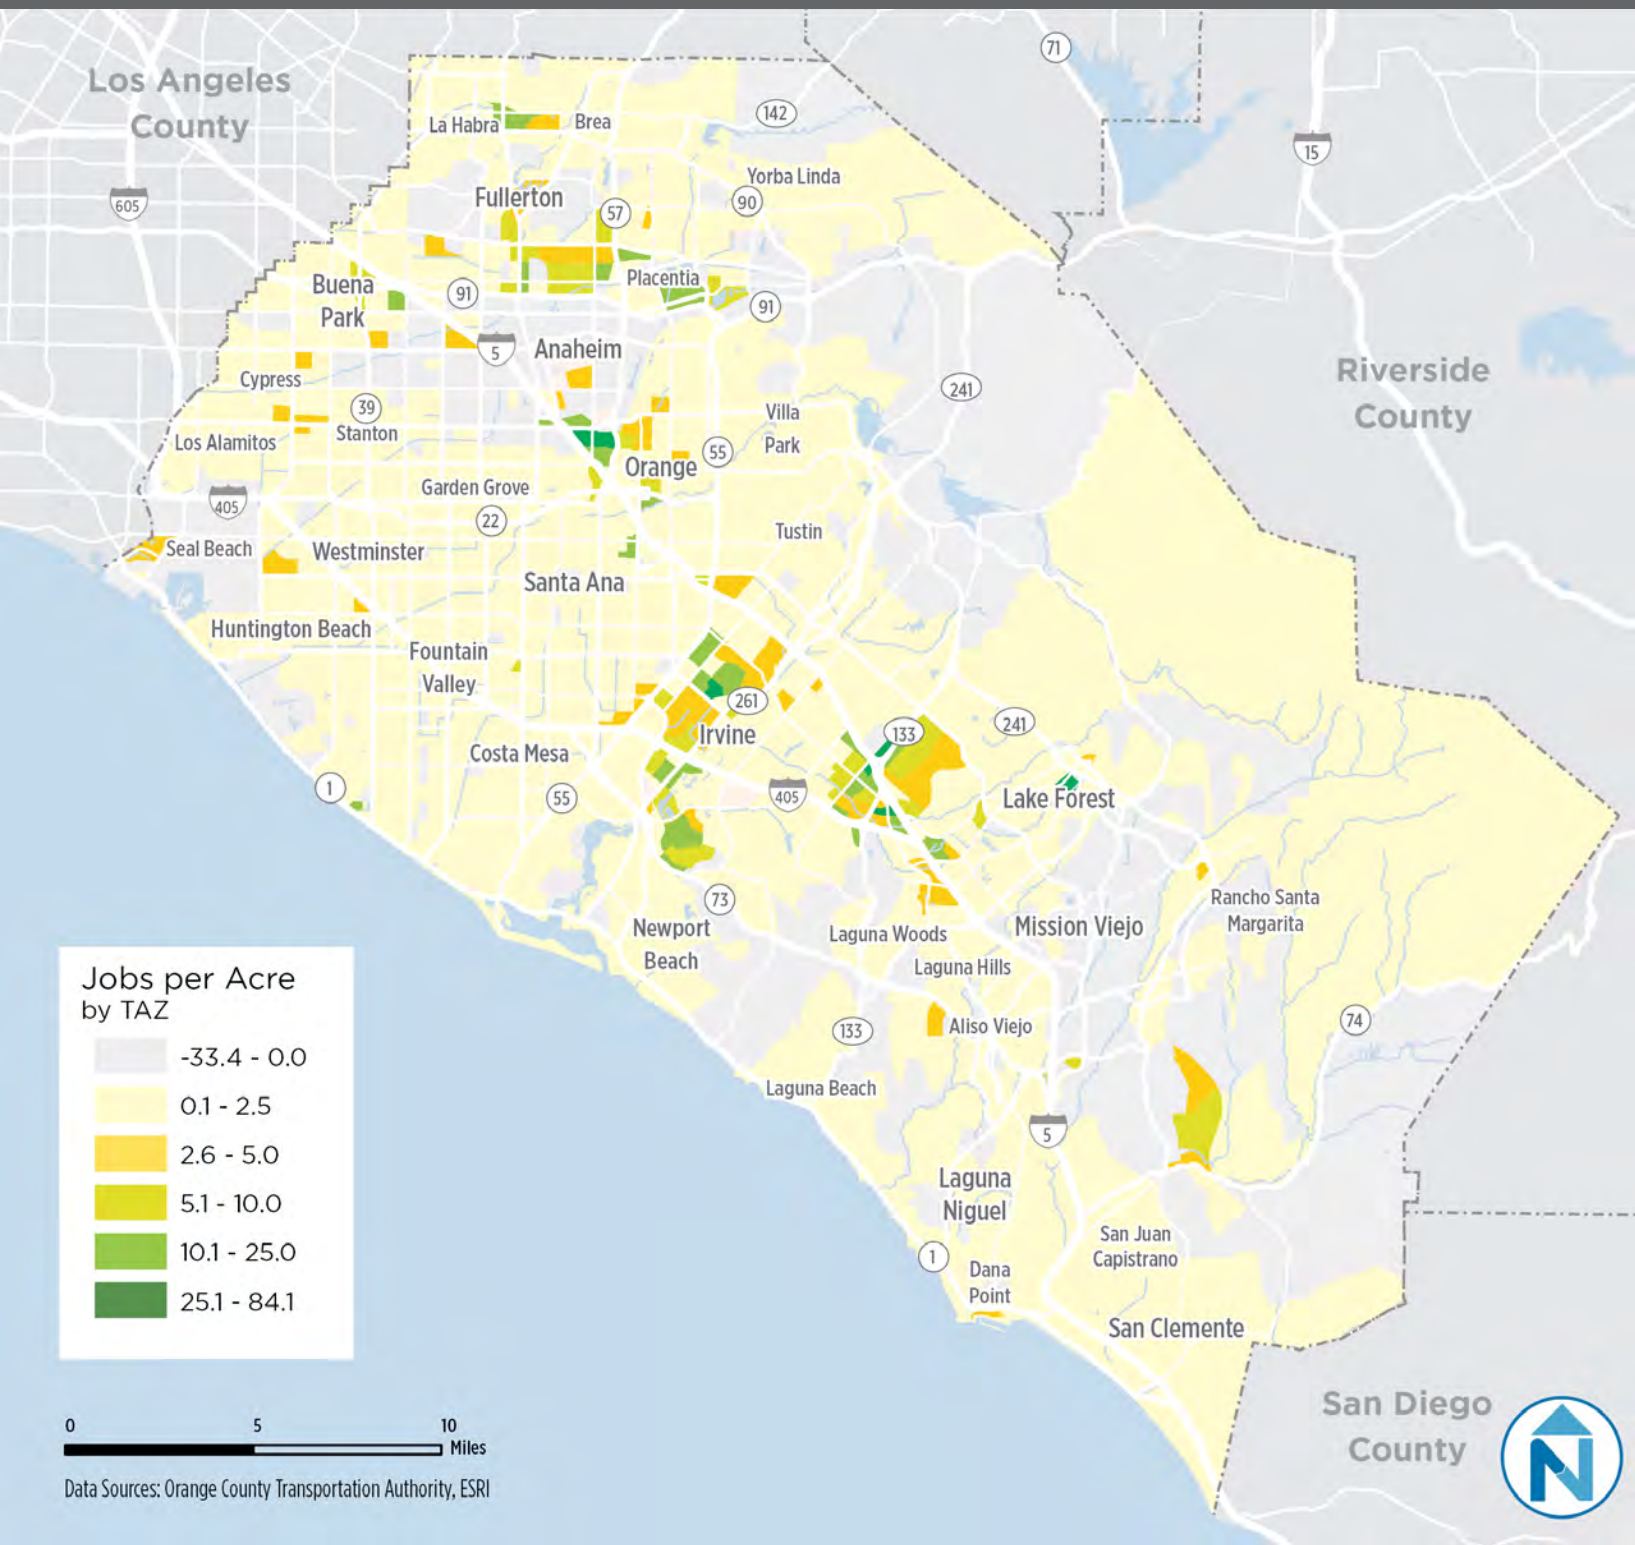 Los Angeles
County
71
142
15
La Habra
Brea
Yorba Linda
605
Fullerton
90
57
Buena
Park
91
Placentia
91
5
Anaheim
Riverside
County
Cypress
241
39
Stanton
Villa
Park
Los Alamitos
55
Orange
405
Garden Grove
22
Tustin
Seal Beach
Westminster
Santa Ana
Huntington Beach
Fountain
Valley
261
Irvine
133
241
Costa Mesa
1
55
405
Lake Forest
73
Rancho Santa
Margarita
Newport
Beach
Laguna Woods
Mission Viejo
Laguna Hills
133
Aliso Viejo
74
Laguna Beach
5
Laguna
Niguel
San Juan
Capistrano
1
Dana
Point
San Clemente
San Diego
County
Jobs per Acre
by TAZ
-33.4 - 0.0
0.1 - 2.5
2.6 - 5.0
5.1 - 10.0
10.1 - 25.0
25.1 - 84.1
0 5 10
Miles
Data Sources: Orange County Transportation Authority, ESRI
N